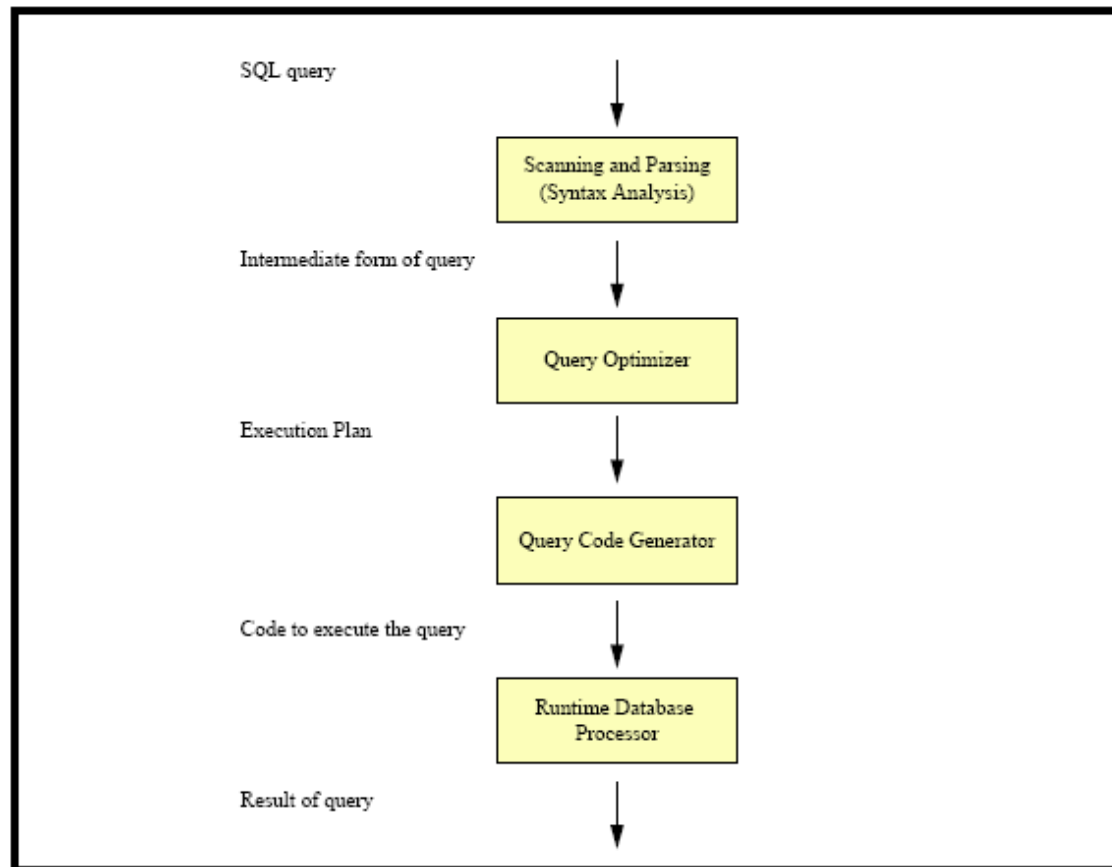 SQL query
Scanning and Parsing
(Syntax Analysis)
Intermediate form of query
Query Optimizer
Execution Plan
Query Code Generator
Code to execute the query
Runtime Database
Processor
Result of query